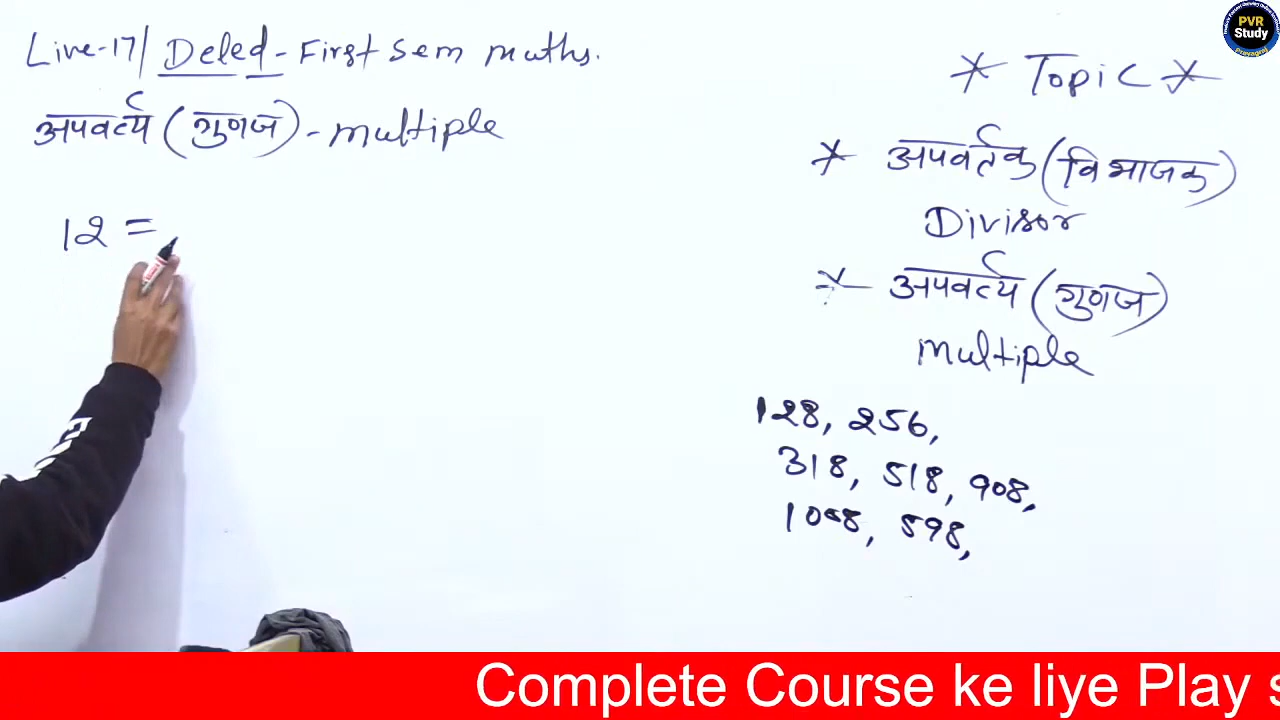 Live-17/ Deled - First Sem maths.
अपवर्त्य (गुणज) - multiple
12 =
* Topic *
* अपवर्तक (विभाजक)
Divisor
* अपवर्त्य (गुणज)
multiple
128, 256,
318, 518, 908,
1058, 598,
PVR
Study
Prayagraj
Complete Course ke liye Play s